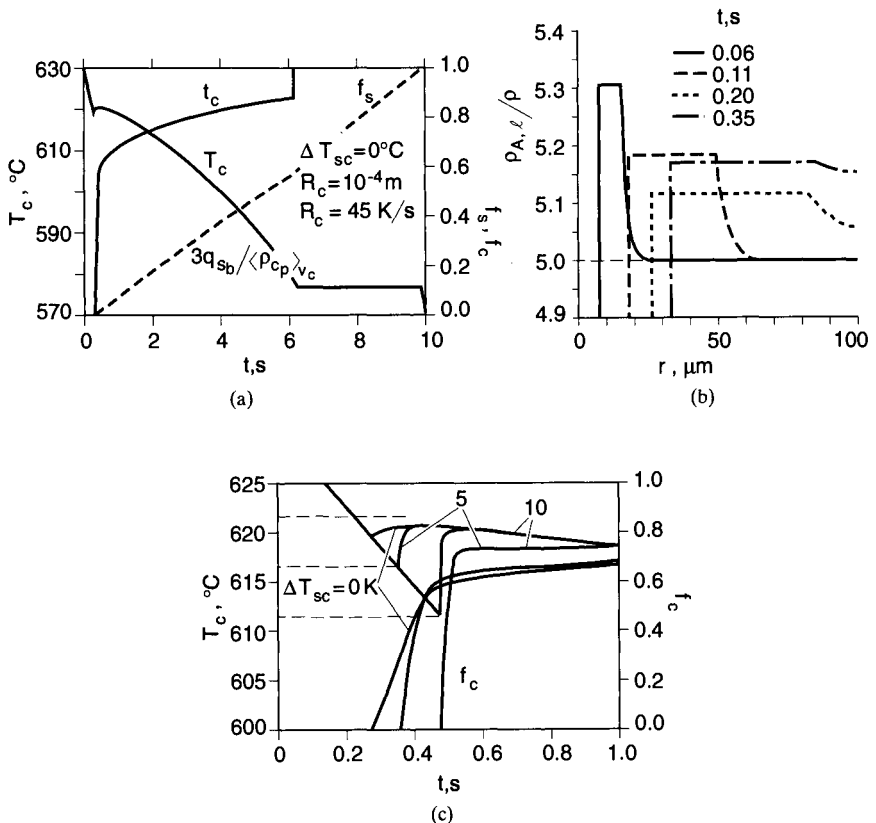 630
620
610
590
570
T_c, °C
t_c
T_c
f_s
ΔT_sc = 0°C
R_c = 10⁻⁴ m
R_c = 45 K/s
3q_sb/⟨ρc_p⟩_Vc
1.0
0.8
0.6
0.4
0.2
0.0
f_s, f_c
0 2 4 6 8 10
t,s
(a)
t,s
0.06
0.11
0.20
0.35
5.4
5.3
5.2
5.1
5.0
4.9
ρ_A,ℓ/ρ
0 50 100
r, μm
(b)
625
620
615
610
605
600
T_c, °C
5
10
ΔT_sc = 0K
f_c
1.0
0.8
0.6
0.4
0.2
0.0
f_c
0 0.2 0.4 0.6 0.8 1.0
t,s
(c)